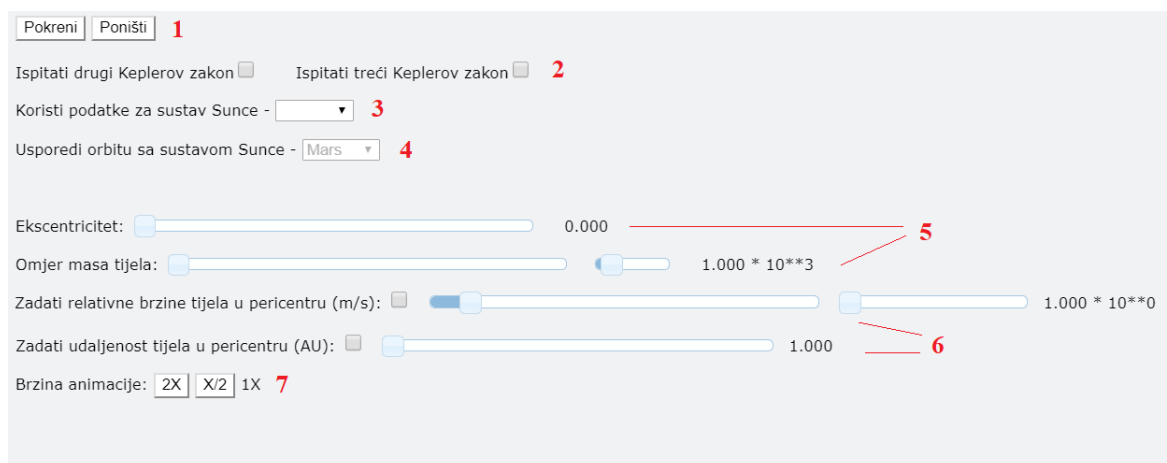 Pokreni Poništi 1
Ispitati drugi Keplerov zakon Ispitati treći Keplerov zakon 2
Koristi podatke za sustav Sunce - 3
Usporedi orbitu sa sustavom Sunce - Mars 4
Ekscentricitet: 0.000
5
Omjer masa tijela: 1.000 * 10**3
Zadati relativne brzine tijela u pericentru (m/s): 1.000 * 10**0
Zadati udaljenost tijela u pericentru (AU): 1.000 6
Brzina animacije: 2X X/2 1X 7